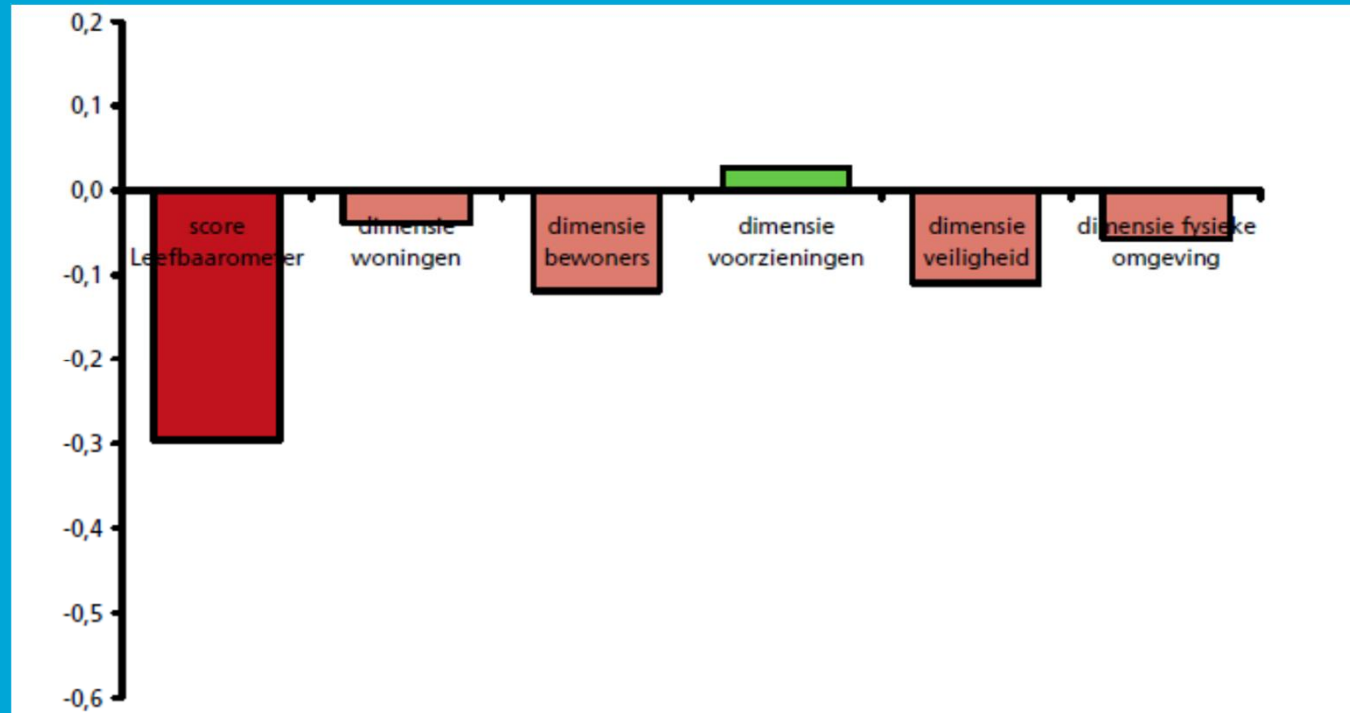 0,2
0,1
0,0
-0,1
-0,2
-0,3
-0,4
-0,5
-0,6
score
Leefbaarometer
dimensie
woningen
dimensie
bewoners
dimensie
voorzieningen
dimensie
veiligheid
dimensie fysieke
omgeving